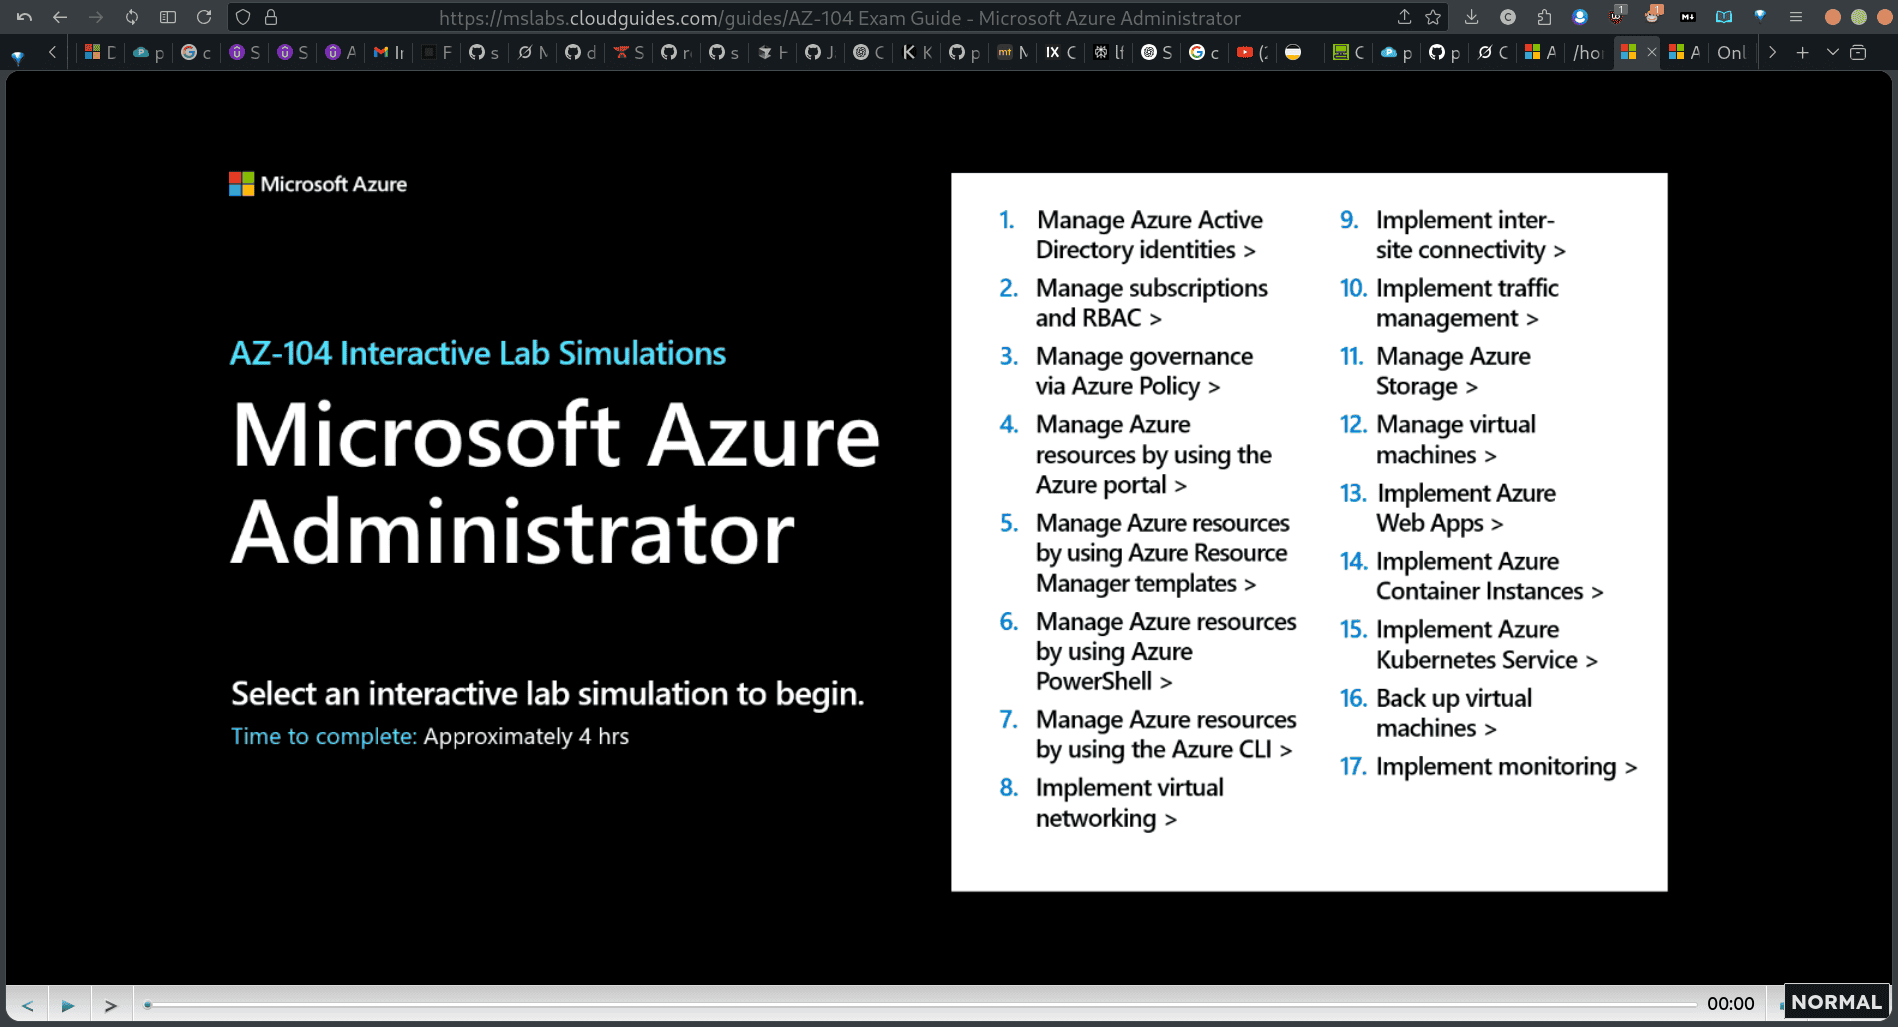 https://mslabs.cloudguides.com/guides/AZ-104 Exam Guide - Microsoft Azure Administrator
Microsoft Azure
AZ-104 Interactive Lab Simulations
Microsoft Azure
Administrator
Select an interactive lab simulation to begin.
Time to complete: Approximately 4 hrs
1. Manage Azure Active
Directory identities >
2. Manage subscriptions
and RBAC >
3. Manage governance
via Azure Policy >
4. Manage Azure
resources by using the
Azure portal >
5. Manage Azure resources
by using Azure Resource
Manager templates >
6. Manage Azure resources
by using Azure
PowerShell >
7. Manage Azure resources
by using the Azure CLI >
8. Implement virtual
networking >
9. Implement inter-
site connectivity >
10. Implement traffic
management >
11. Manage Azure
Storage >
12. Manage virtual
machines >
13. Implement Azure
Web Apps >
14. Implement Azure
Container Instances >
15. Implement Azure
Kubernetes Service >
16. Back up virtual
machines >
17. Implement monitoring >
00:00
NORMAL